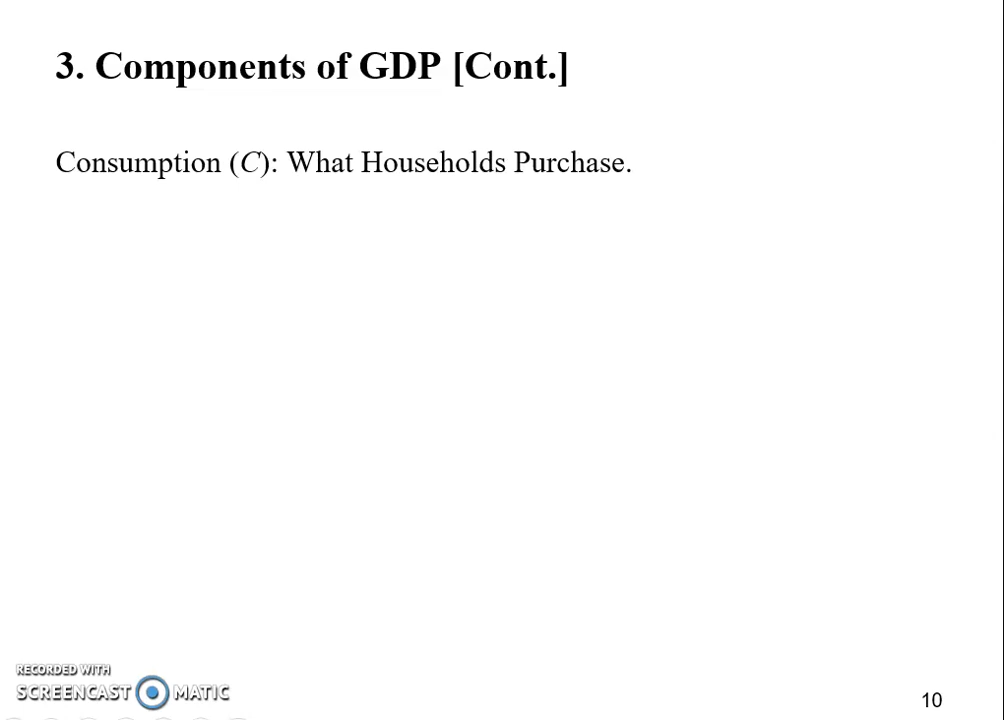 3. Components of GDP [Cont.]
Consumption (C): What Households Purchase.
RECORDED WITH
SCREENCAST MATIC
10